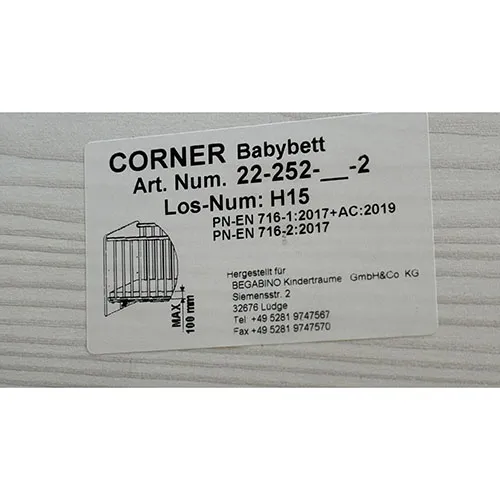 CORNER Babybett
Art. Num. 22-252-__-2
Los-Num: H15
PN-EN 716-1:2017+AC:2019
PN-EN 716-2:2017
MAX.
100 mm
Hergestellt für
BEGABINO Kinderträume GmbH&Co KG
Siemensstr. 2
32676 Lüdge
Tel +49 5281 9747567
Fax +49 5281 9747570